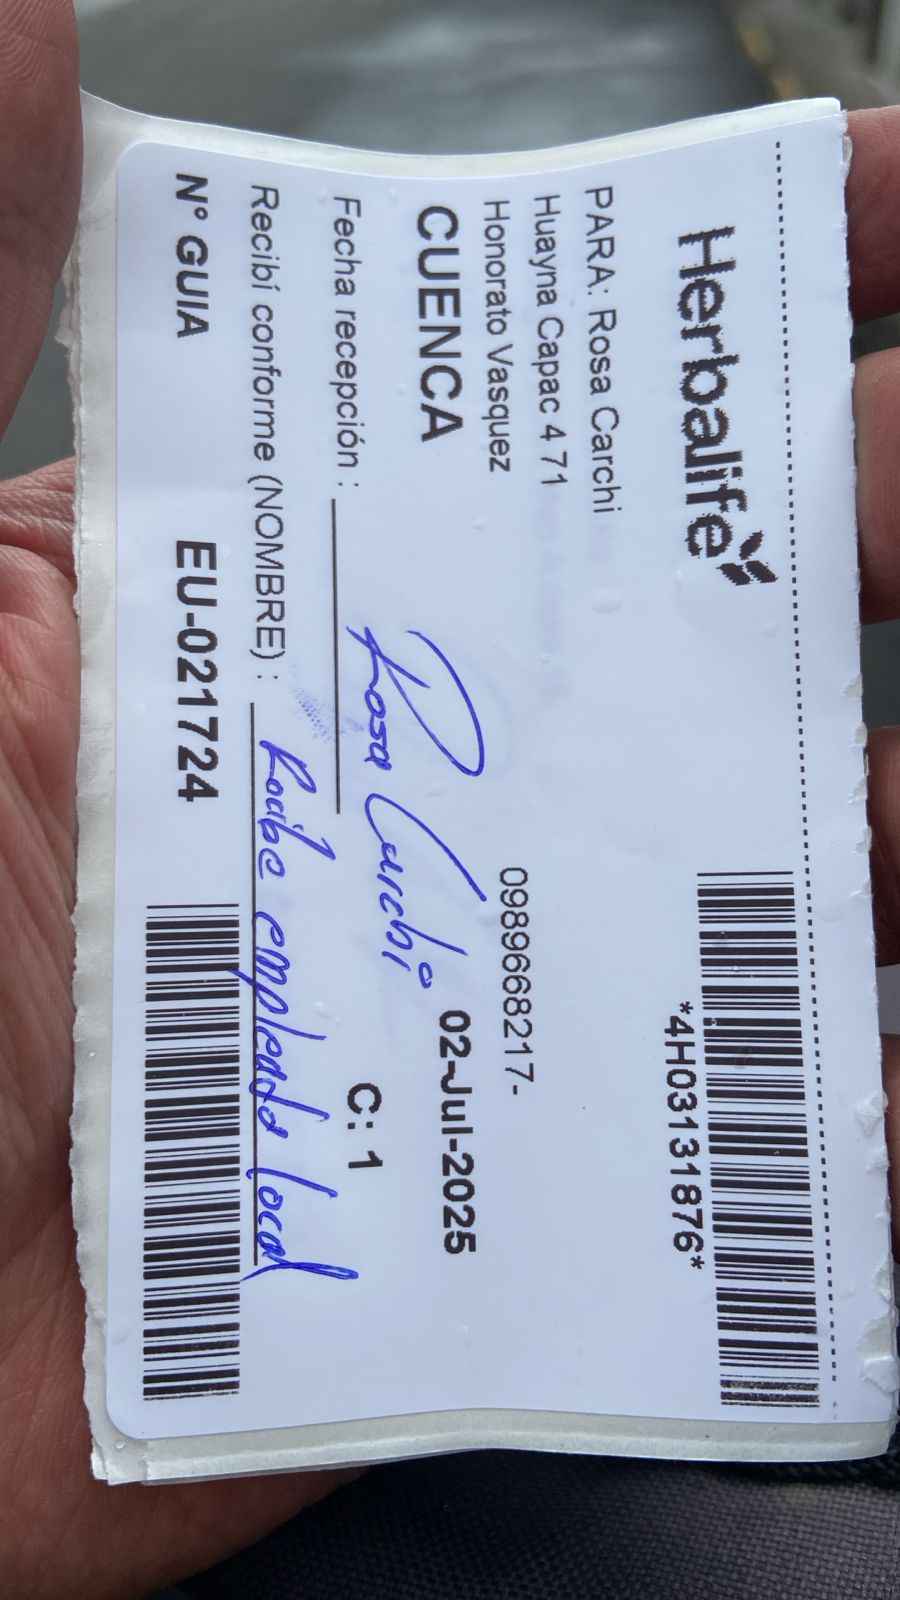 Herbalife
*4H03131876*
PARA: Rosa Carchi
Huayna Capac 4 71
Honorato Vasquez
0989668217-
CUENCA
02-Jul-2025
Rosa Carchi
Fecha recepción :
C: 1
Recibí conforme (NOMBRE) : Recibe empleada local
N° GUIA EU-021724